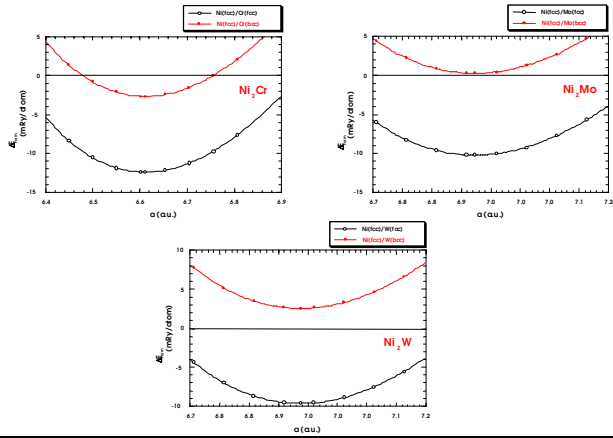 Ni(fcc)/Cr(fcc)
Ni(fcc)/Cr(bcc)
5
0
-5
-10
-15
ΔE_form (mRy/atom)
Ni2Cr
6.4 6.5 6.6 6.7 6.8 6.9
a (a.u.)
Ni(fcc)/Mo(fcc)
Ni(fcc)/Mo(bcc)
5
0
-5
-10
-15
ΔE_form (mRy/atom)
Ni2Mo
6.7 6.8 6.9 7.0 7.1 7.2
a (a.u.)
Ni(fcc)/W(fcc)
Ni(fcc)/W(bcc)
10
5
0
-5
-10
ΔE_form (mRy/atom)
Ni2W
6.7 6.8 6.9 7.0 7.1 7.2
a (a.u.)